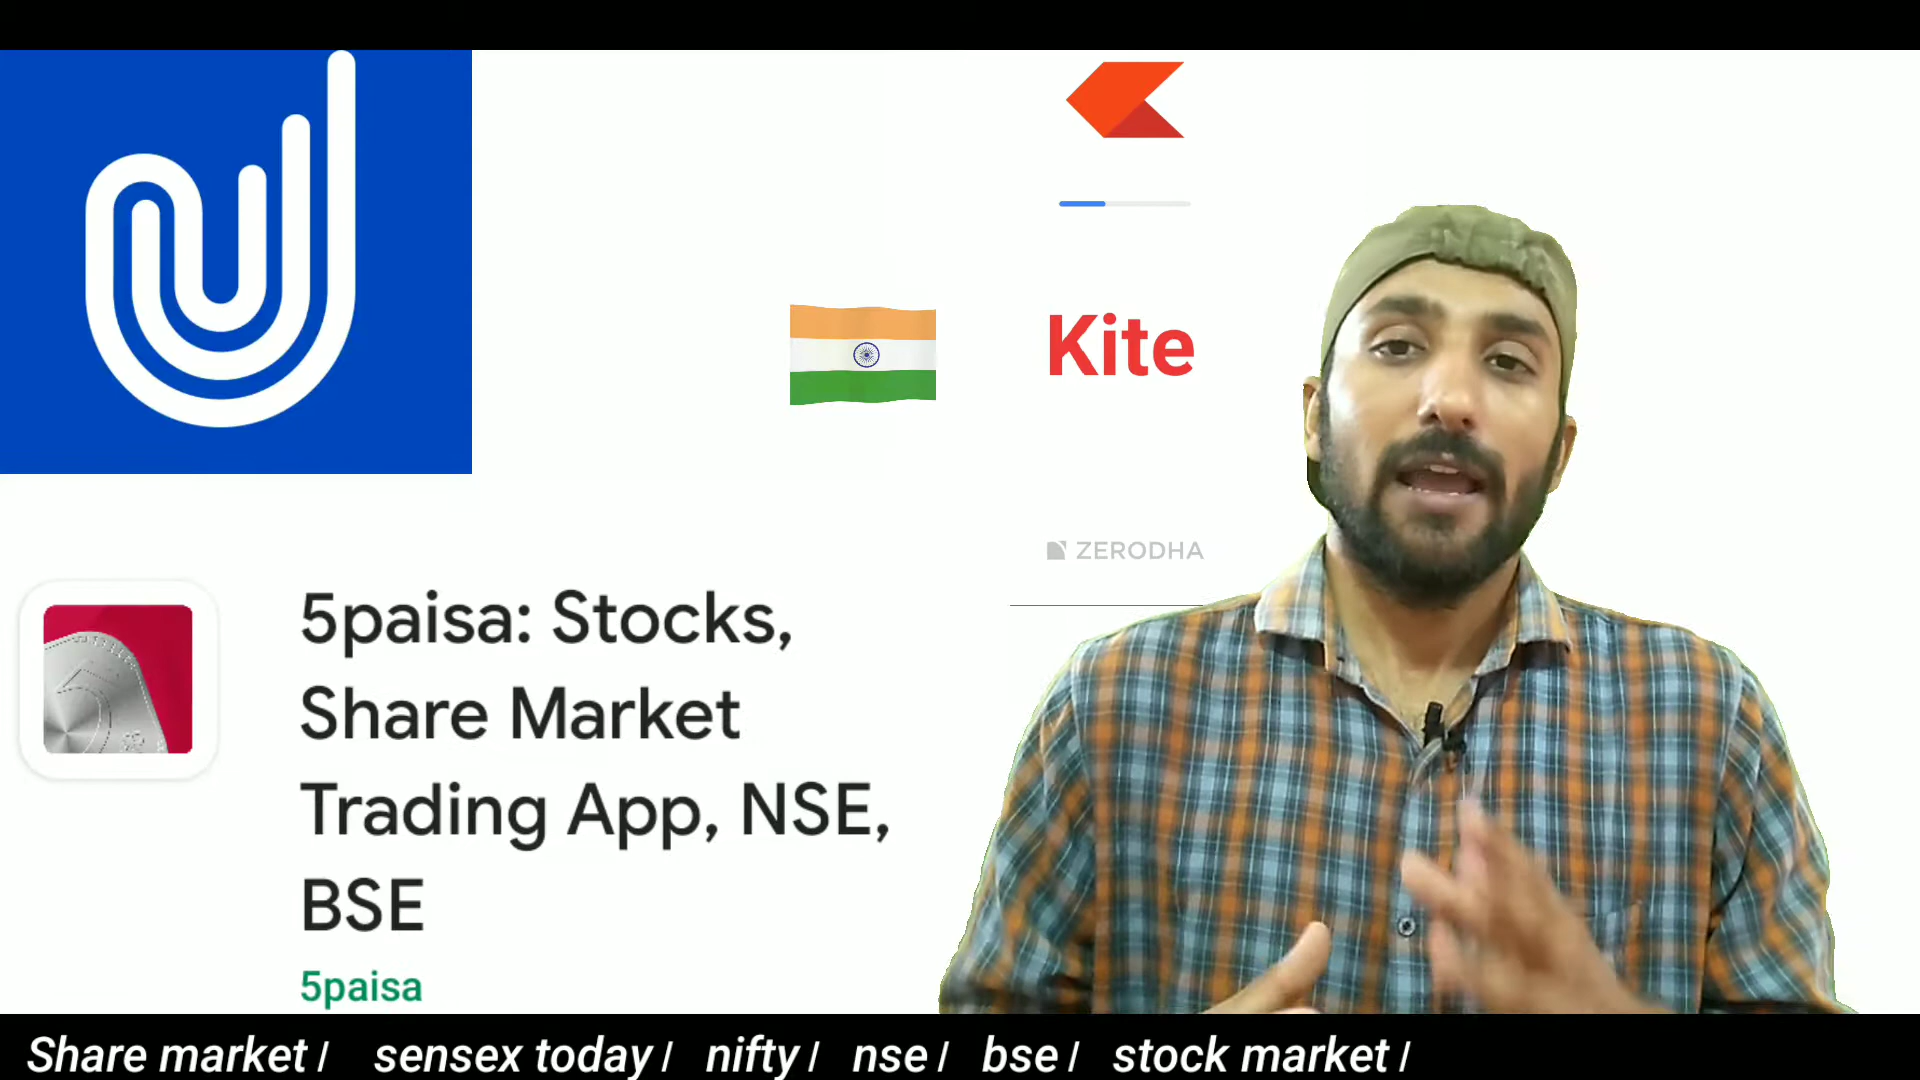 Kite
ZERODHA
5paisa: Stocks,
Share Market
Trading App, NSE,
BSE
5paisa
Share market / sensex today / nifty / nse / bse / stock market /